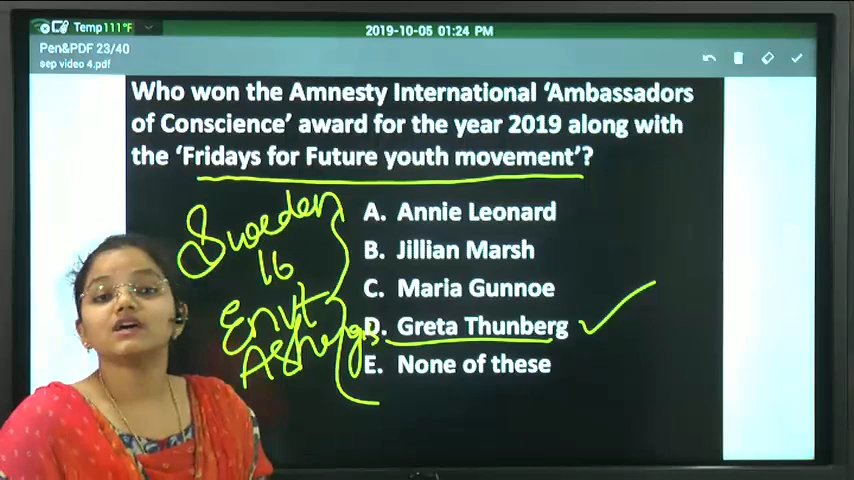 Temp 111°F
2019-10-05 01:24 PM
Pen&PDF 23/40
sep video 4.pdf
Who won the Amnesty International ‘Ambassadors
of Conscience’ award for the year 2019 along with
the ‘Fridays for Future youth movement’?
A. Annie Leonard
B. Jillian Marsh
C. Maria Gunnoe
D. Greta Thunberg
E. None of these
Sweden
16
Envt